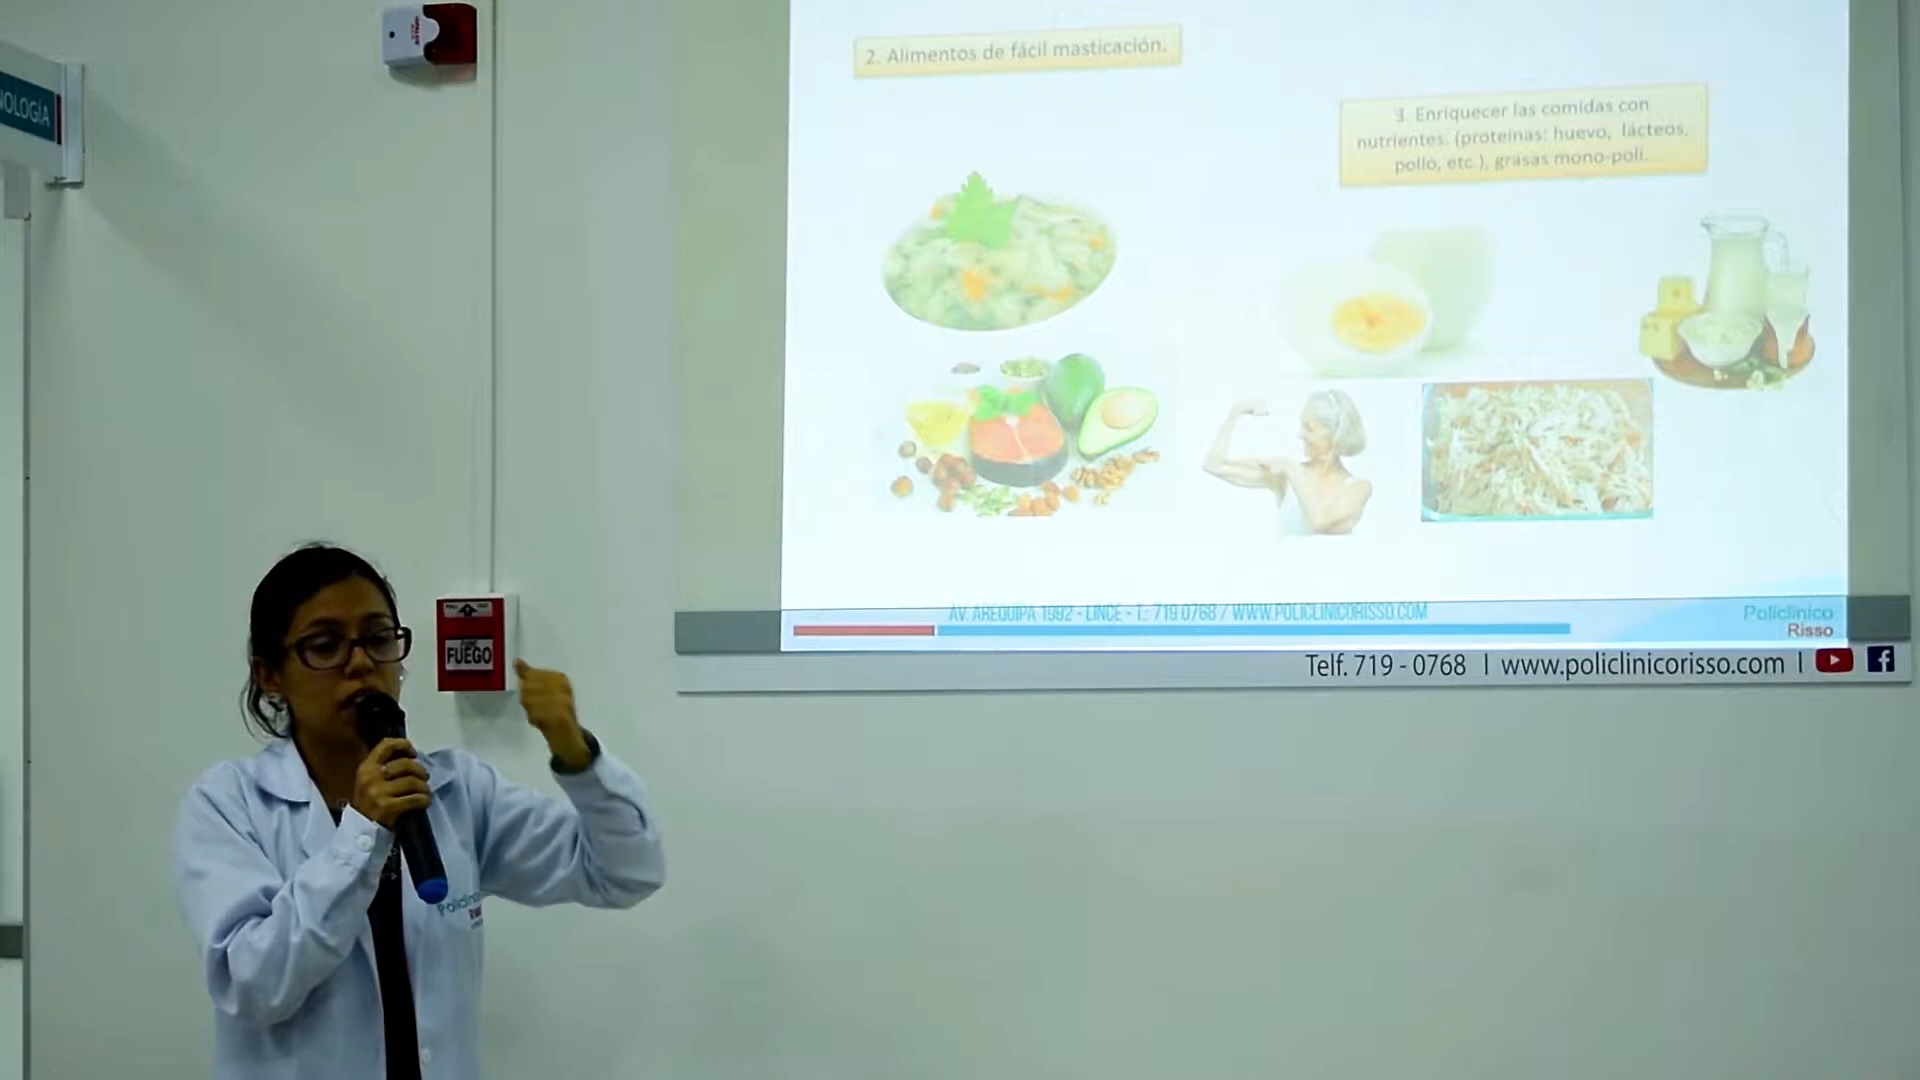 NOLOGÍA
2. Alimentos de fácil masticación.
3. Enriquecer las comidas con
nutrientes. (proteínas: huevo, lácteos,
pollo, etc.), grasas mono-poli.
AV. AREQUIPA 1992 - LINCE - T.: 719 0768 / WWW.POLICLINICORISSO.COM
Policlínico
Risso
Telf. 719 - 0768 | www.policlinicorisso.com |
FUEGO